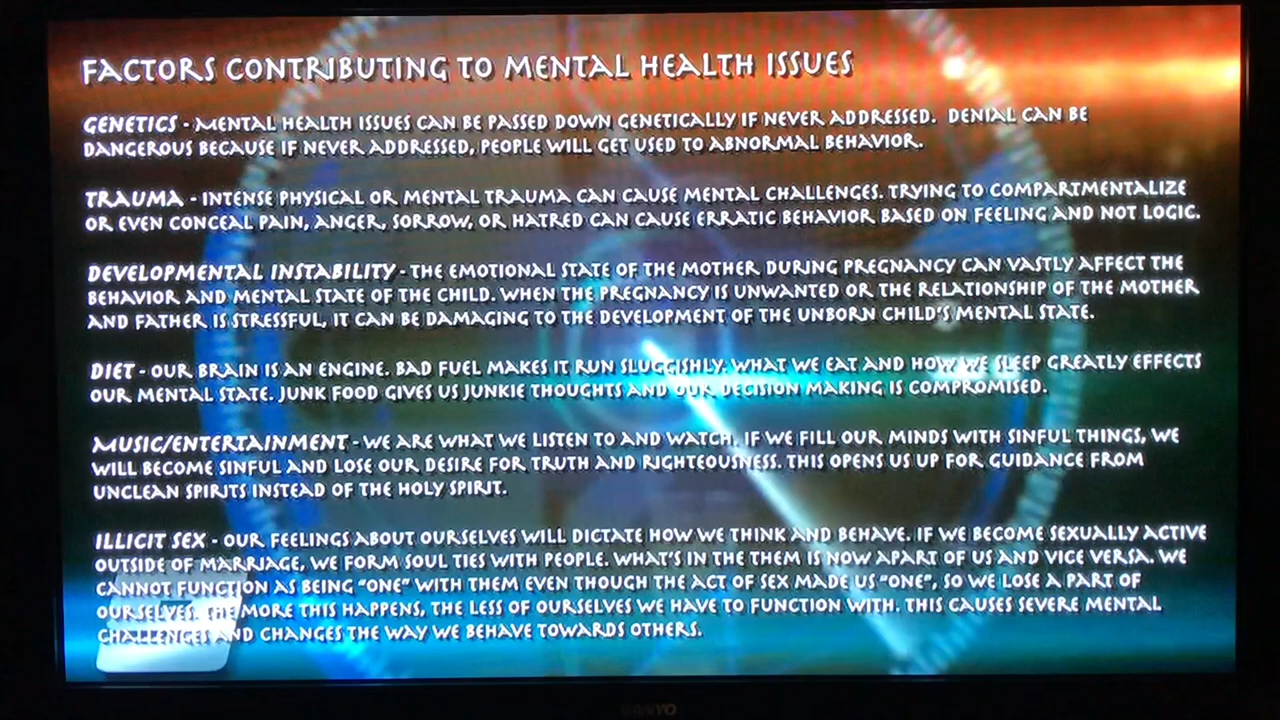 FACTORS CONTRIBUTING TO MENTAL HEALTH ISSUES
GENETICS - MENTAL HEALTH ISSUES CAN BE PASSED DOWN GENETICALLY IF NEVER ADDRESSED. DENIAL CAN BE
DANGEROUS BECAUSE IF NEVER ADDRESSED, PEOPLE WILL GET USED TO ABNORMAL BEHAVIOR.
TRAUMA - INTENSE PHYSICAL OR MENTAL TRAUMA CAN CAUSE MENTAL CHALLENGES. TRYING TO COMPARTMENTALIZE
OR EVEN CONCEAL PAIN, ANGER, SORROW, OR HATRED CAN CAUSE ERRATIC BEHAVIOR BASED ON FEELING AND NOT LOGIC.
DEVELOPMENTAL INSTABILITY - THE EMOTIONAL STATE OF THE MOTHER DURING PREGNANCY CAN VASTLY AFFECT THE
BEHAVIOR AND MENTAL STATE OF THE CHILD. WHEN THE PREGNANCY IS UNWANTED OR THE RELATIONSHIP OF THE MOTHER
AND FATHER IS STRESSFUL, IT CAN BE DAMAGING TO THE DEVELOPMENT OF THE UNBORN CHILD'S MENTAL STATE.
DIET - OUR BRAIN IS AN ENGINE. BAD FUEL MAKES IT RUN SLUGGISHLY. WHAT WE EAT AND HOW WE SLEEP GREATLY EFFECTS
OUR MENTAL STATE. JUNK FOOD GIVES US JUNKIE THOUGHTS AND OUR DECISION MAKING IS COMPROMISED.
MUSIC/ENTERTAINMENT - WE ARE WHAT WE LISTEN TO AND WATCH. IF WE FILL OUR MINDS WITH SINFUL THINGS, WE
WILL BECOME SINFUL AND LOSE OUR DESIRE FOR TRUTH AND RIGHTEOUSNESS. THIS OPENS US UP FOR GUIDANCE FROM
UNCLEAN SPIRITS INSTEAD OF THE HOLY SPIRIT.
ILLICIT SEX - OUR FEELINGS ABOUT OURSELVES WILL DICTATE HOW WE THINK AND BEHAVE. IF WE BECOME SEXUALLY ACTIVE
OUTSIDE OF MARRIAGE, WE FORM SOUL TIES WITH PEOPLE. WHAT'S IN THE THEM IS NOW APART OF US AND VICE VERSA. WE
CANNOT FUNCTION AS BEING "ONE" WITH THEM EVEN THOUGH THE ACT OF SEX MADE US "ONE", SO WE LOSE A PART OF
OURSELVES. THE MORE THIS HAPPENS, THE LESS OF OURSELVES WE HAVE TO FUNCTION WITH. THIS CAUSES SEVERE MENTAL
CHALLENGES AND CHANGES THE WAY WE BEHAVE TOWARDS OTHERS.
SANYO